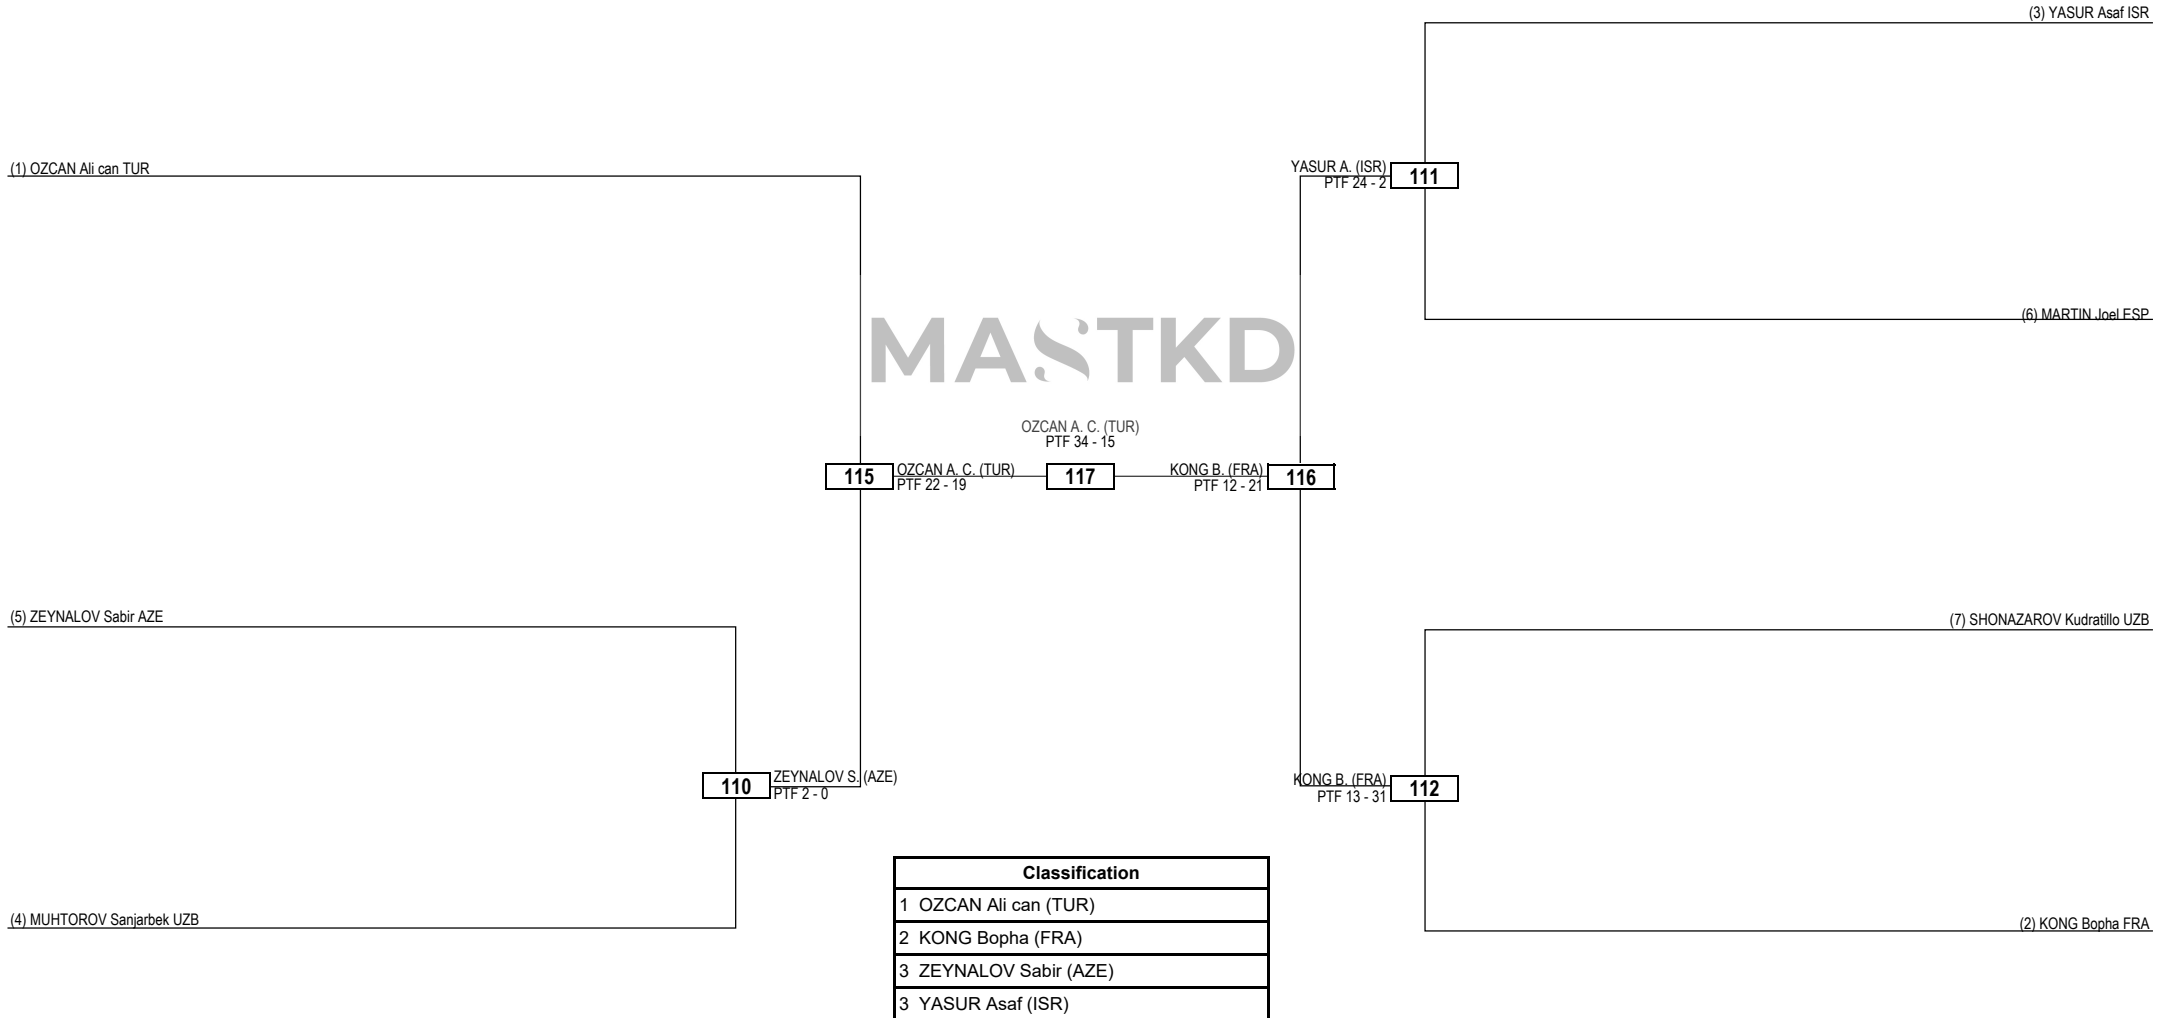 (3) YASUR Asaf ISR
(1) OZCAN Ali can TUR
YASUR A. (ISR)
PTF 24 - 2
111
(6) MARTIN Joel ESP
MASTKD
OZCAN A. C. (TUR)
PTF 34 - 15
115
OZCAN A. C. (TUR)
PTF 22 - 19
117
KONG B. (FRA)
PTF 12 - 21
116
(5) ZEYNALOV Sabir AZE
(7) SHONAZAROV Kudratillo UZB
110
ZEYNALOV S. (AZE)
PTF 2 - 0
KONG B. (FRA)
PTF 13 - 31
112
(4) MUHTOROV Sanjarbek UZB
(2) KONG Bopha FRA
Classification
1 OZCAN Ali can (TUR)
2 KONG Bopha (FRA)
3 ZEYNALOV Sabir (AZE)
3 YASUR Asaf (ISR)